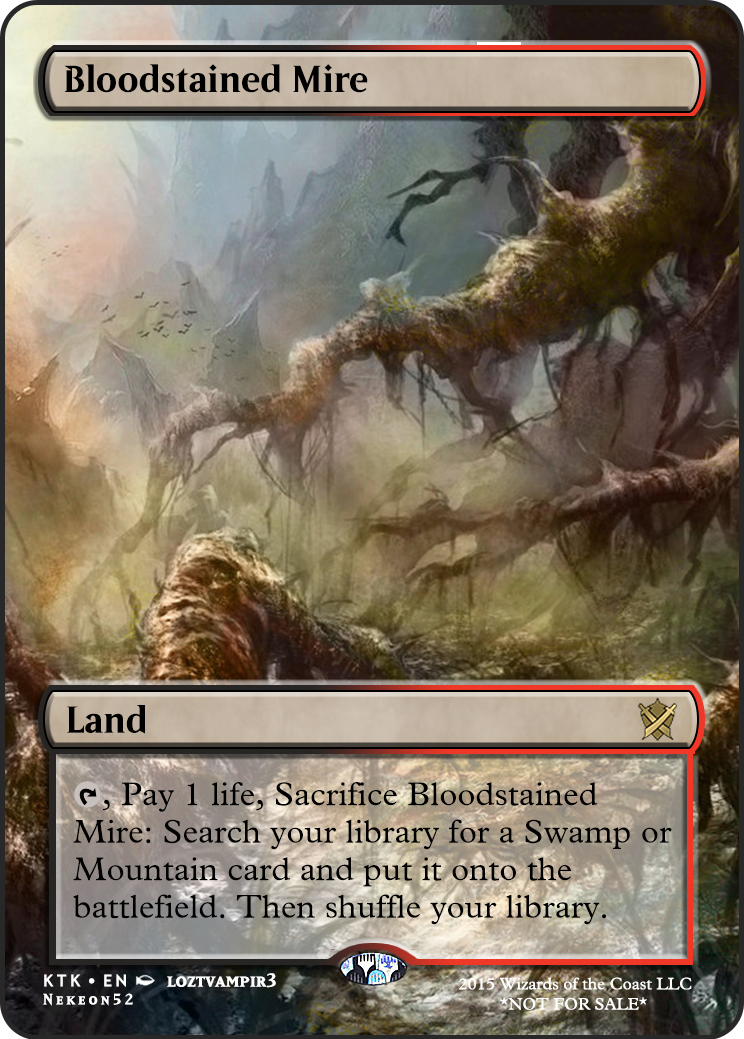 Bloodstained Mire
Land
, Pay 1 life, Sacrifice Bloodstained
Mire: Search your library for a Swamp or
Mountain card and put it onto the
battlefield. Then shuffle your library.
KTK • EN LOZTVAMPIR3
NEKEON52
2015 Wizards of the Coast LLC
*NOT FOR SALE*